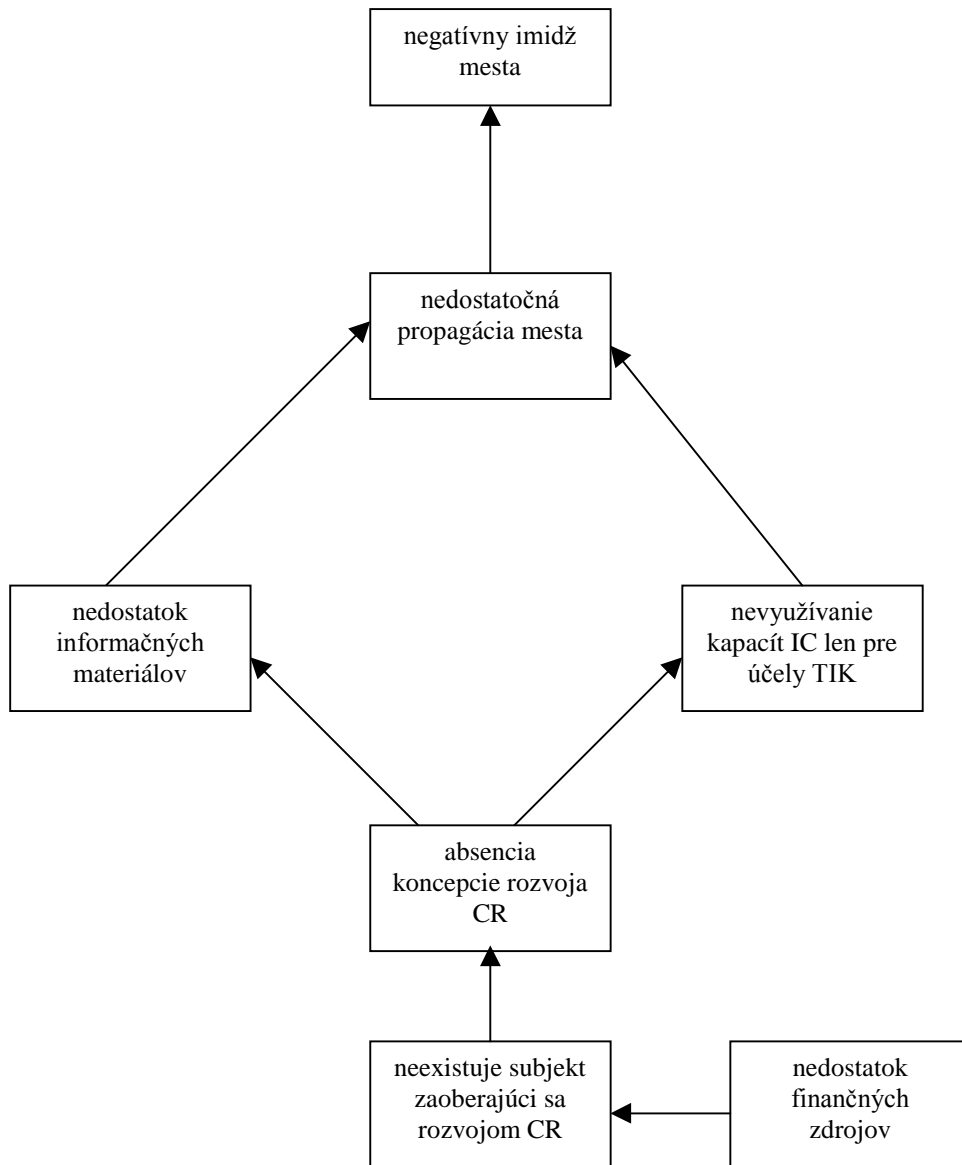 negatívny imidž
mesta
nedostatočná
propagácia mesta
nedostatok
informačných
materiálov
nevyužívanie
kapacít IC len pre
účely TIK
absencia
koncepcie rozvoja
CR
neexistuje subjekt
zaoberajúci sa
rozvojom CR
nedostatok
finančných
zdrojov